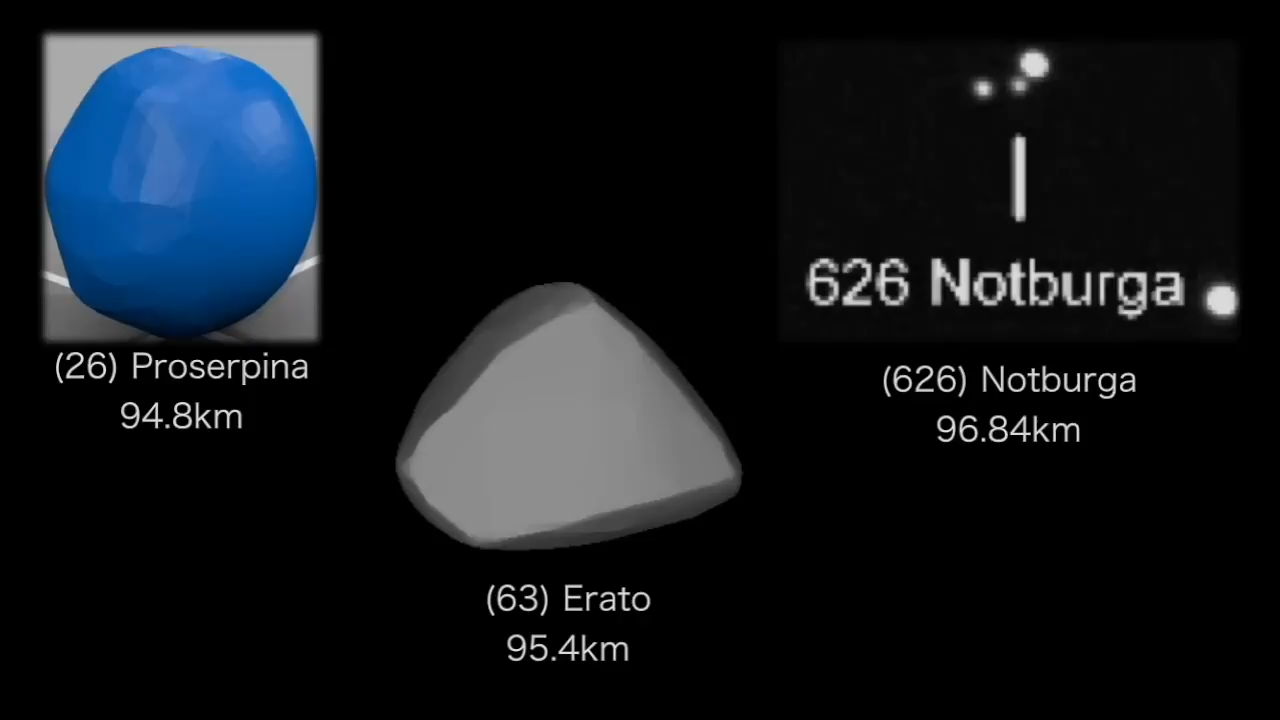 (26) Proserpina
94.8km
(63) Erato
95.4km
626 Notburga
(626) Notburga
96.84km